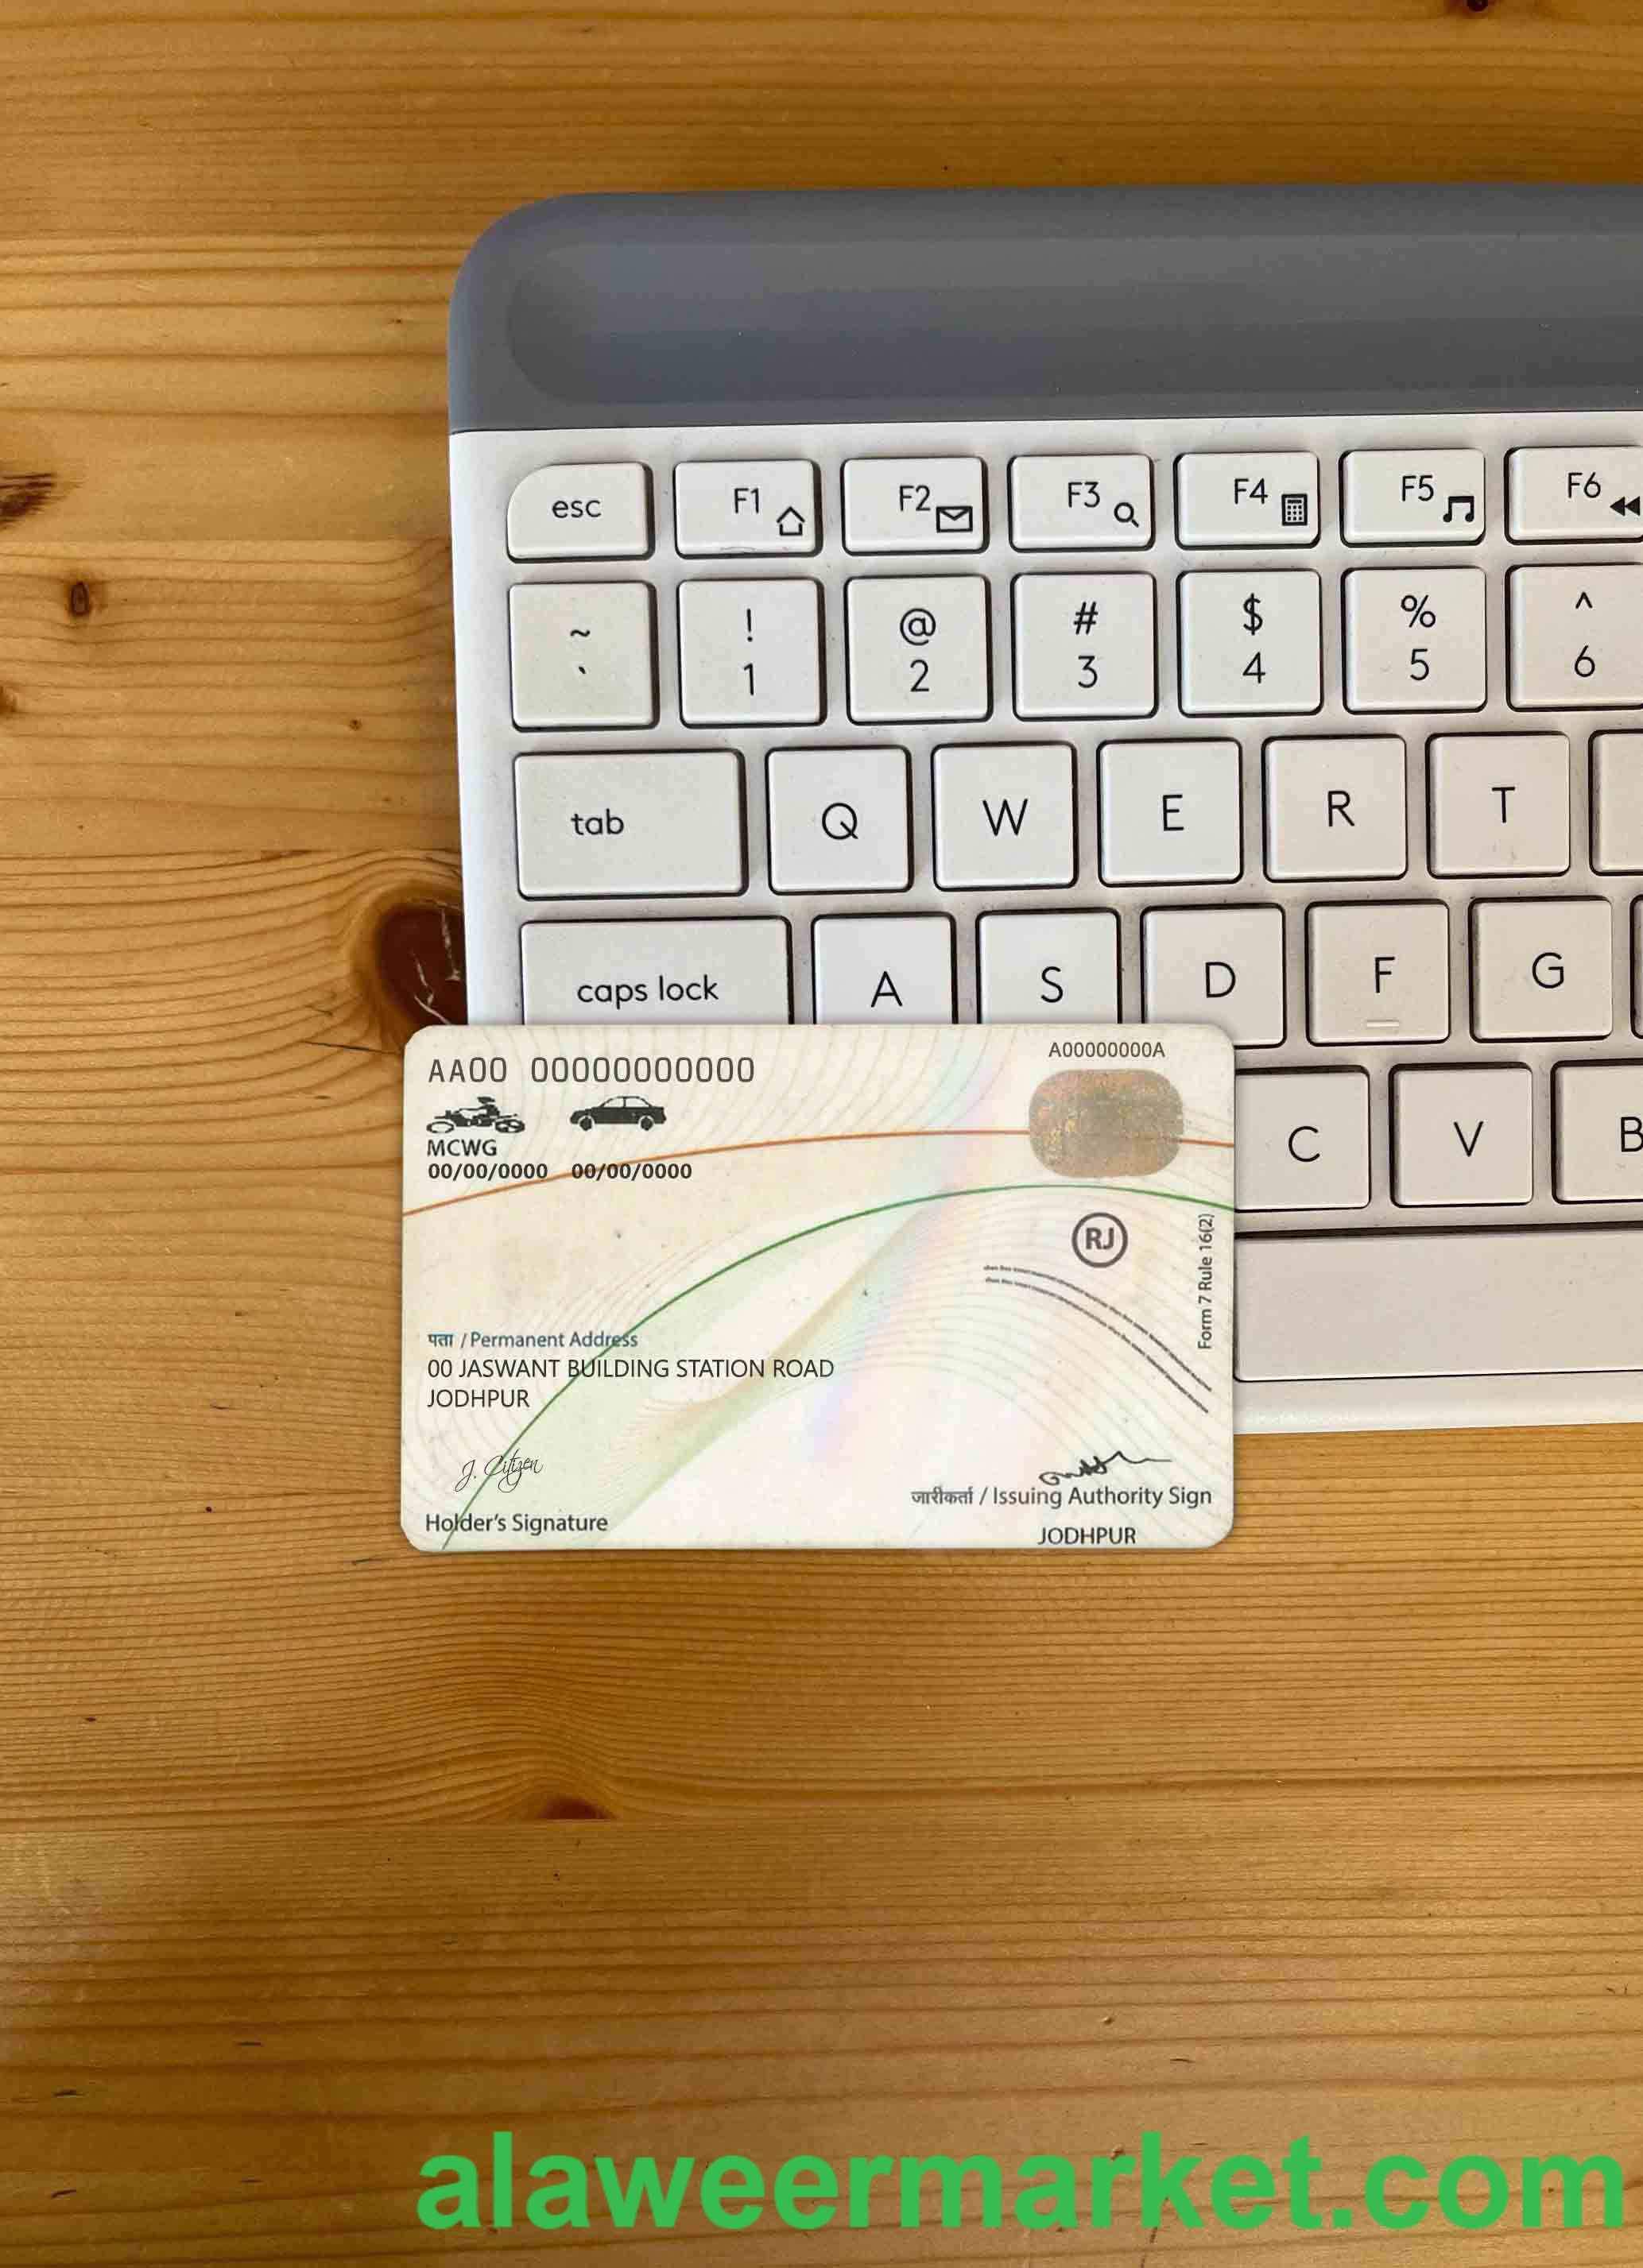 esc F1 F2 F3 F4 F5 F6
~ ! @ # $ % ^
` 1 2 3 4 5 6
tab Q W E R T
caps lock A S D F G
C V B
AA00 00000000000
A00000000A
MCWG
00/00/0000 00/00/0000
RJ
Form 7 Rule 16(2)
पता / Permanent Address
00 JASWANT BUILDING STATION ROAD
JODHPUR
J. Citizen
Holder's Signature
जारीकर्ता / Issuing Authority Sign
JODHPUR
alaweermarket.com